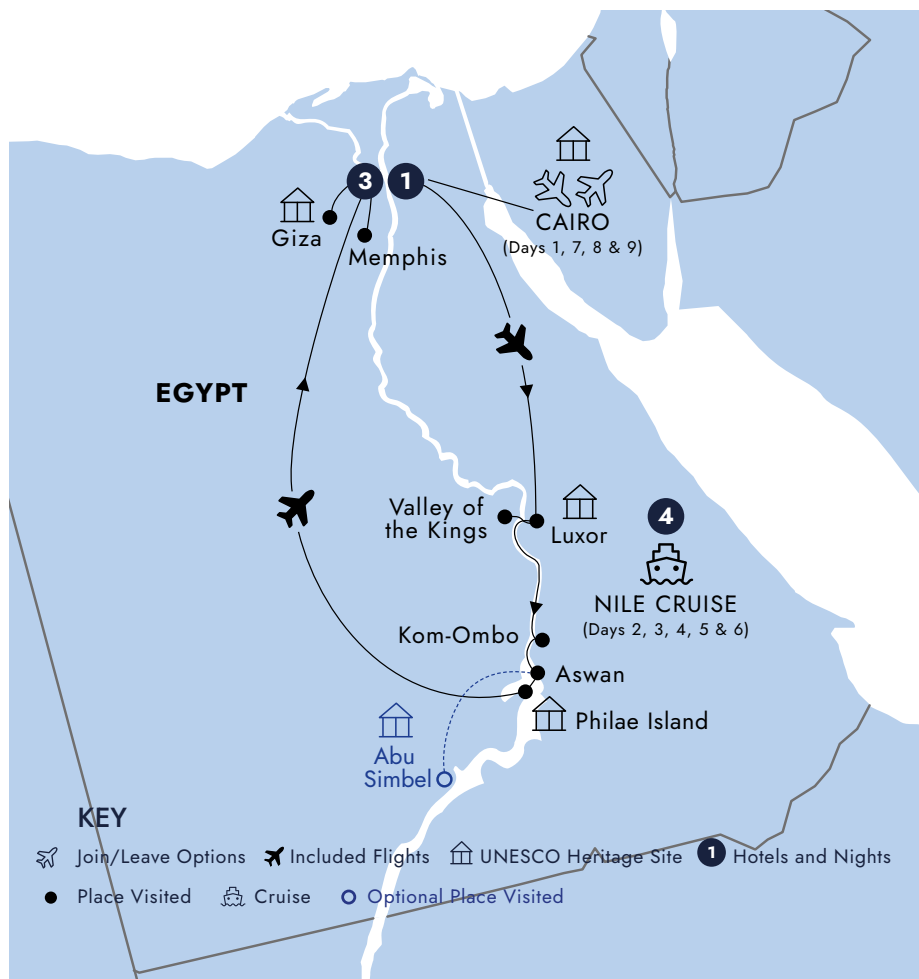 3
1
CAIRO
(Days 1, 7, 8 & 9)
Giza
Memphis
EGYPT
Valley of
the Kings
Luxor
4
NILE CRUISE
(Days 2, 3, 4, 5 & 6)
Kom-Ombo
Aswan
Philae Island
Abu
Simbel
KEY
Join/Leave Options Included Flights UNESCO Heritage Site 1 Hotels and Nights
Place Visited Cruise Optional Place Visited